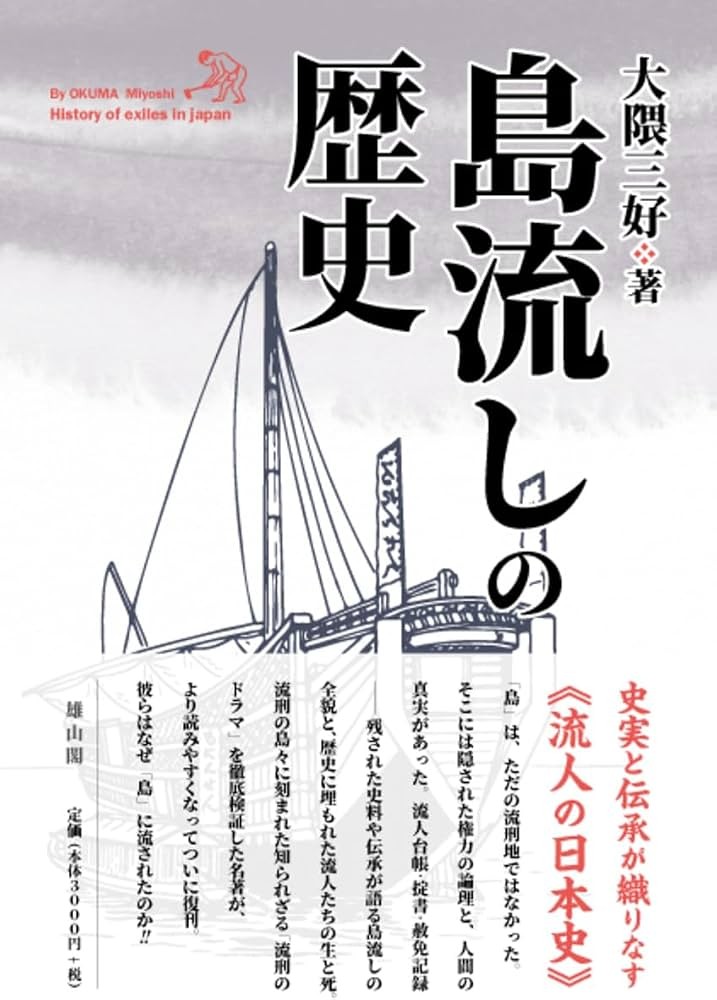 By OKUMA Miyoshi
History of exiles in japan
大隈三好 著
島流しの
歴史
史実と伝承が織りなす
《流人の日本史》
「島」は、ただの流刑地ではなかった。
そこには隠された権力の論理と、人間の
真実があった。流人台帳・掟書・赦免記録
――残された史料や伝承が語る島流しの
全貌と、歴史に埋もれた流人たちの生と死。
流刑の島々に刻まれた知られざる「流刑の
ドラマ」を徹底検証した名著が、
より読みやすくなってついに復刊。
彼らはなぜ「島」に流されたのか!!
雄山閣
定価(本体3000円+税)